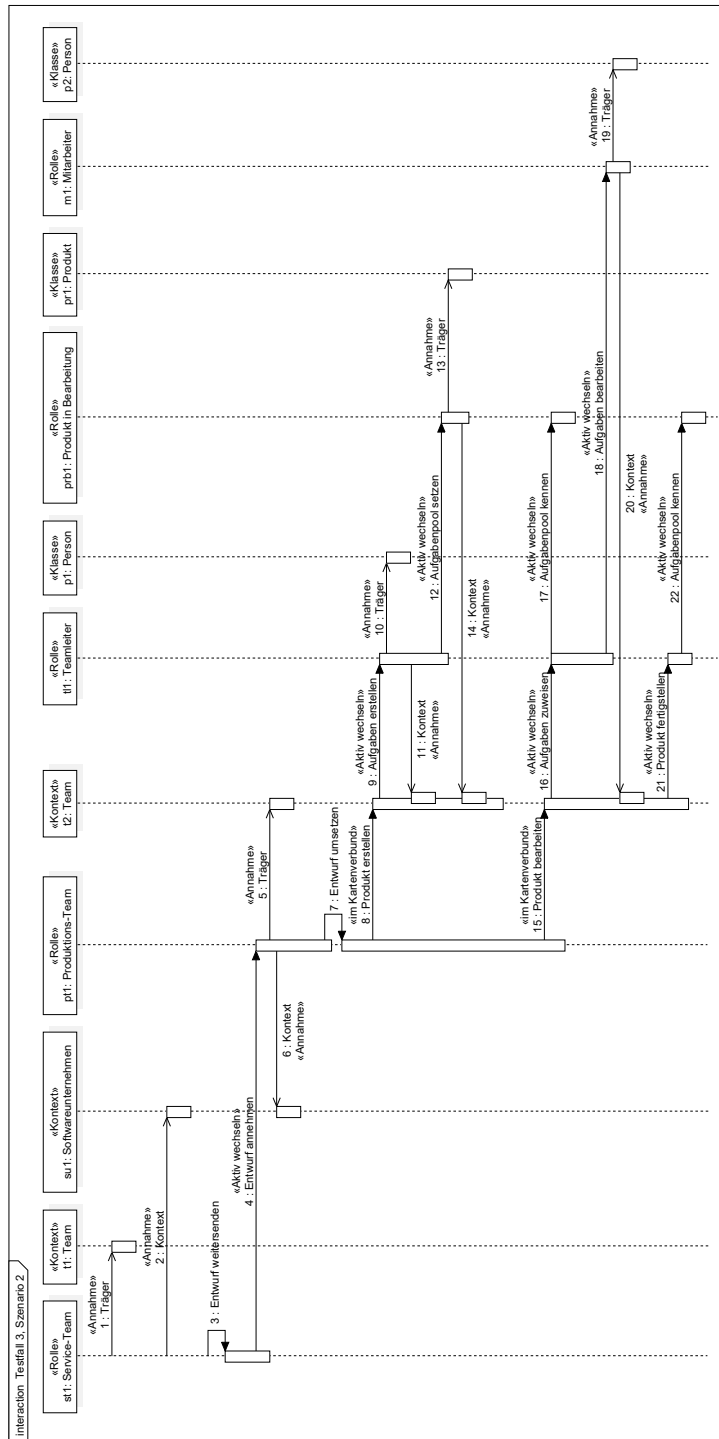 interaction Testfall 3, Szenario 2
«Rolle»
st1: Service-Team
«Kontext»
t1: Team
«Kontext»
su1: Softwareunternehmen
«Rolle»
pt1: Produktions-Team
«Kontext»
t2: Team
«Rolle»
tl1: Teamleiter
«Klasse»
p1: Person
«Rolle»
prb1: Produkt in Bearbeitung
«Klasse»
pr1: Produkt
«Rolle»
m1: Mitarbeiter
«Klasse»
p2: Person
«Annahme»
1 : Träger
«Annahme»
2 : Kontext
3 : Entwurf weitersenden
«Aktiv wechseln»
4 : Entwurf annehmen
«Annahme»
5 : Träger
6 : Kontext
«Annahme»
7 : Entwurf umsetzen
«im Kartenverbund»
8 : Produkt erstellen
«Aktiv wechseln»
9 : Aufgaben erstellen
«Annahme»
10 : Träger
11 : Kontext
«Annahme»
«Aktiv wechseln»
12 : Aufgabenpool setzen
«Annahme»
13 : Träger
14 : Kontext
«Annahme»
«im Kartenverbund»
15 : Produkt bearbeiten
«Aktiv wechseln»
16 : Aufgaben zuweisen
«Aktiv wechseln»
17 : Aufgabenpool kennen
«Aktiv wechseln»
18 : Aufgaben bearbeiten
«Annahme»
19 : Träger
20 : Kontext
«Annahme»
«Aktiv wechseln»
21 : Produkt fertigstellen
«Aktiv wechseln»
22 : Aufgabenpool kennen